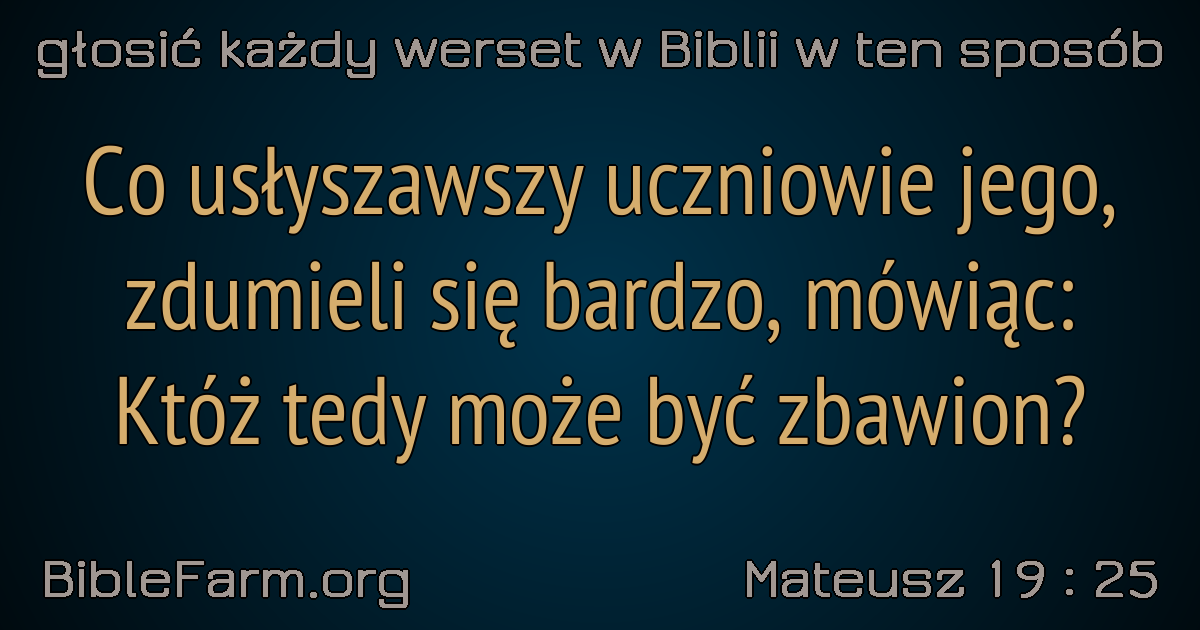 głosić każdy werset w Biblii w ten sposób
Co usłyszawszy uczniowie jego,
zdumieli się bardzo, mówiąc:
Któż tedy może być zbawion?
BibleFarm.org
Mateusz 19 : 25